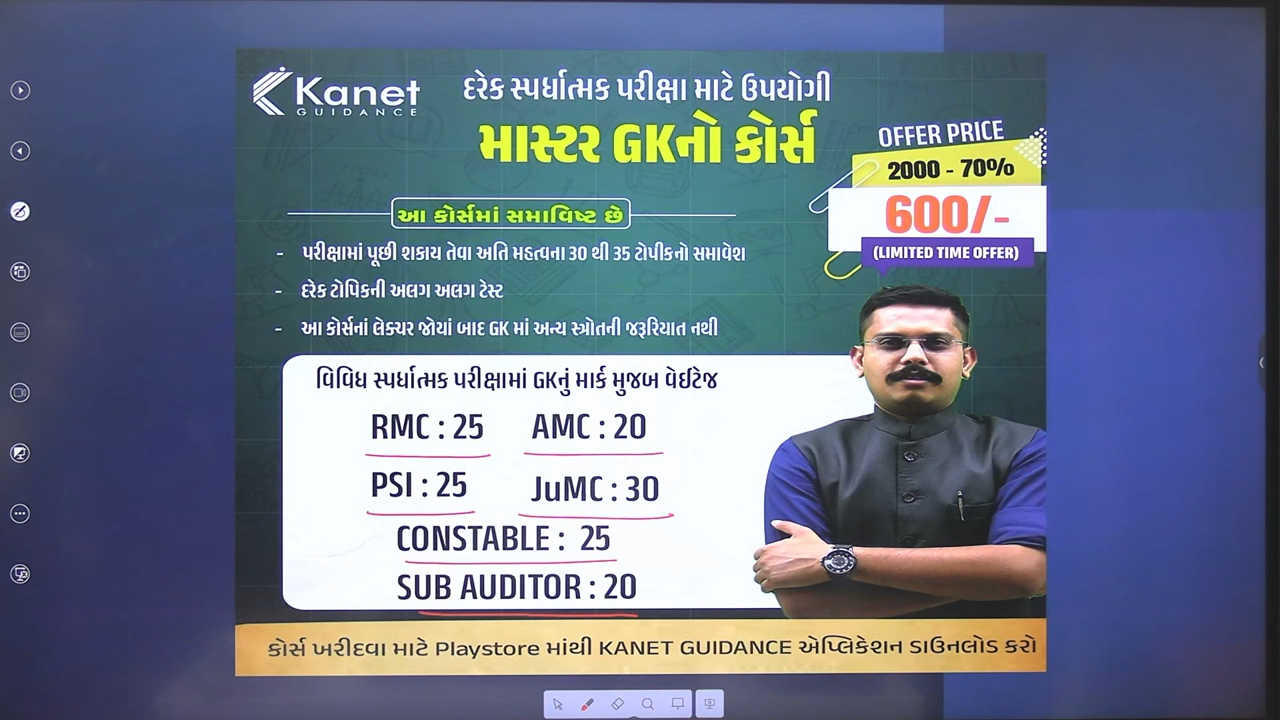 Kanet
GUIDANCE
દરેક સ્પર્ધાત્મક પરીક્ષા માટે ઉપયોગી
માસ્ટર GKનો કોર્સ
OFFER PRICE
2000 - 70%
600/-
(LIMITED TIME OFFER)
આ કોર્સમાં સમાવિષ્ટ છે
- પરીક્ષામાં પૂછી શકાય તેવા અતિ મહત્વના 30 થી 35 ટોપીકનો સમાવેશ
- દરેક ટોપિકની અલગ અલગ ટેસ્ટ
- આ કોર્સનાં લેક્ચર જોયાં બાદ GK માં અન્ય સ્ત્રોતની જરૂરિયાત નથી
વિવિધ સ્પર્ધાત્મક પરીક્ષામાં GKનું માર્ક મુજબ વેઈટેજ
RMC : 25 AMC : 20
PSI : 25 JuMC : 30
CONSTABLE : 25
SUB AUDITOR : 20
કોર્સ ખરીદવા માટે Playstore માંથી KANET GUIDANCE એપ્લિકેશન ડાઉનલોડ કરો